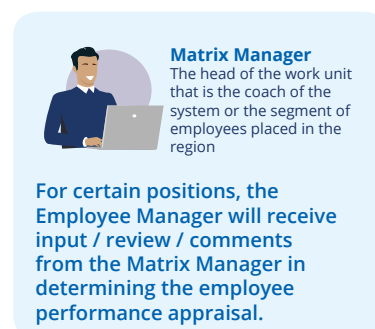 Matrix Manager
The head of the work unit
that is the coach of the
system or the segment of
employees placed in the
region
For certain positions, the
Employee Manager will receive
input / review / comments
from the Matrix Manager in
determining the employee
performance appraisal.